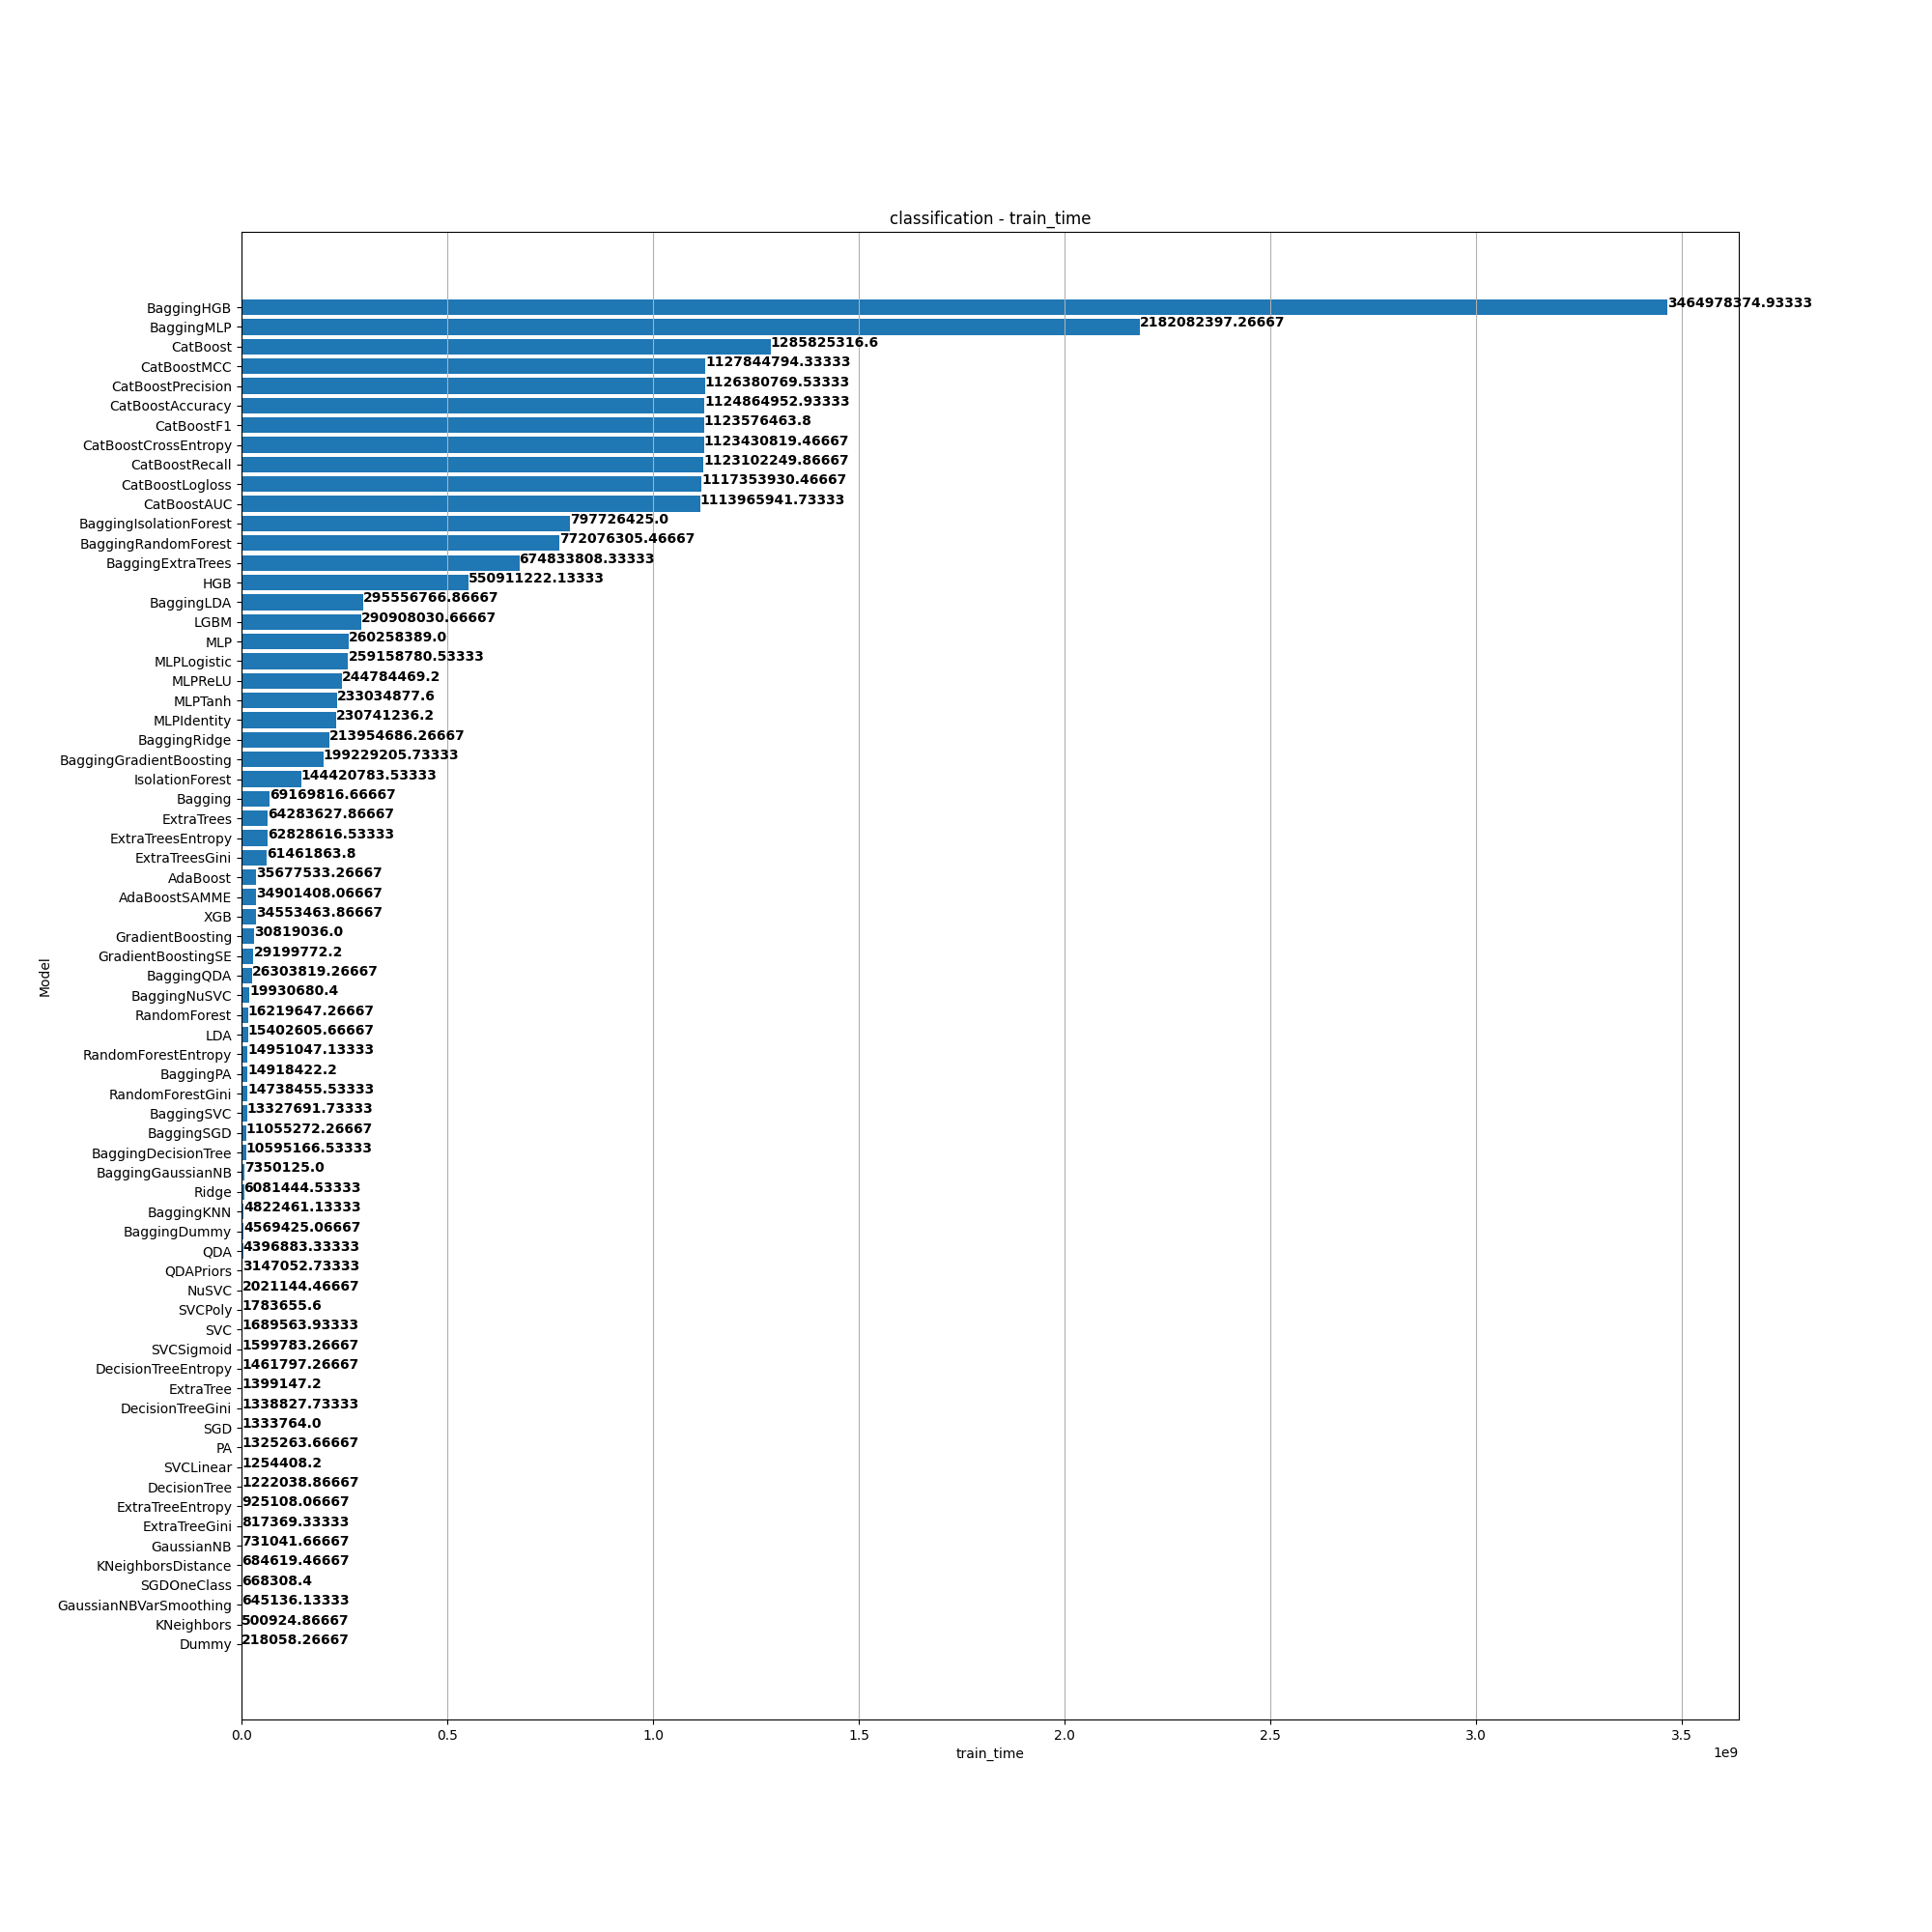 classification - train_time
BaggingHGB 3464978374.93333
BaggingMLP 2182082397.26667
CatBoost 1285825316.6
CatBoostMCC 1127844794.33333
CatBoostPrecision 1126380769.53333
CatBoostAccuracy 1124864952.93333
CatBoostF1 1123576463.8
CatBoostCrossEntropy 1123430819.46667
CatBoostRecall 1123102249.86667
CatBoostLogloss 1117353930.46667
CatBoostAUC 1113965941.73333
BaggingIsolationForest 797726425.0
BaggingRandomForest 772076305.46667
BaggingExtraTrees 674833808.33333
HGB 550911222.13333
BaggingLDA 295556766.86667
LGBM 290908030.66667
MLP 260258389.0
MLPLogistic 259158780.53333
MLPReLU 244784469.2
MLPTanh 233034877.6
MLPIdentity 230741236.2
BaggingRidge 213954686.26667
BaggingGradientBoosting 199229205.73333
IsolationForest 144420783.53333
Bagging 69169816.66667
ExtraTrees 64283627.86667
ExtraTreesEntropy 62828616.53333
ExtraTreesGini 61461863.8
AdaBoost 35677533.26667
AdaBoostSAMME 34901408.06667
XGB 34553463.86667
GradientBoosting 30819036.0
GradientBoostingSE 29199772.2
BaggingQDA 26303819.26667
BaggingNuSVC 19930680.4
RandomForest 16219647.26667
LDA 15402605.66667
RandomForestEntropy 14951047.13333
BaggingPA 14918422.2
RandomForestGini 14738455.53333
BaggingSVC 13327691.73333
BaggingSGD 11055272.26667
BaggingDecisionTree 10595166.53333
BaggingGaussianNB 7350125.0
Ridge 6081444.53333
BaggingKNN 4822461.13333
BaggingDummy 4569425.06667
QDA 4396883.33333
QDAPriors 3147052.73333
NuSVC 2021144.46667
SVCPoly 1783655.6
SVC 1689563.93333
SVCSigmoid 1599783.26667
DecisionTreeEntropy 1461797.26667
ExtraTree 1399147.2
DecisionTreeGini 1338827.73333
SGD 1333764.0
PA 1325263.66667
SVCLinear 1254408.2
DecisionTree 1222038.86667
ExtraTreeEntropy 925108.06667
ExtraTreeGini 817369.33333
GaussianNB 731041.66667
KNeighborsDistance 684619.46667
SGDOneClass 668308.4
GaussianNBVarSmoothing 645136.13333
KNeighbors 500924.86667
Dummy 218058.26667
Model
0.0 0.5 1.0 1.5 2.0 2.5 3.0 3.5
train_time
1e9